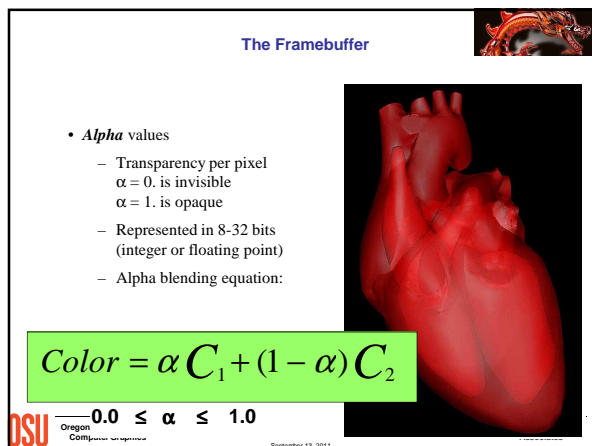 The Framebuffer
• Alpha values
– Transparency per pixel
α = 0. is invisible
α = 1. is opaque
– Represented in 8-32 bits
(integer or floating point)
– Alpha blending equation:
Color = α C₁ + (1 − α) C₂
0.0 ≤ α ≤ 1.0
OSU
Oregon
Computer Graphics
September 13, 2011